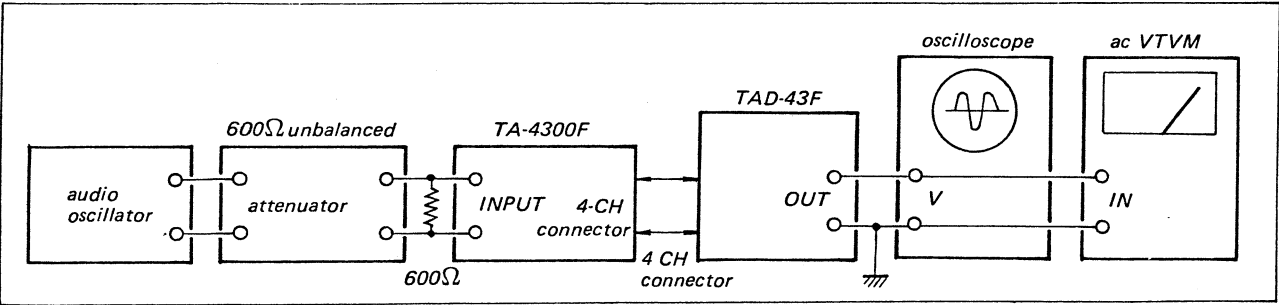 oscilloscope
ac VTVM
TAD-43F
600Ω unbalanced
TA-4300F
audio
oscillator
attenuator
INPUT
4-CH
connector
OUT
V
IN
600Ω
4 CH
connector